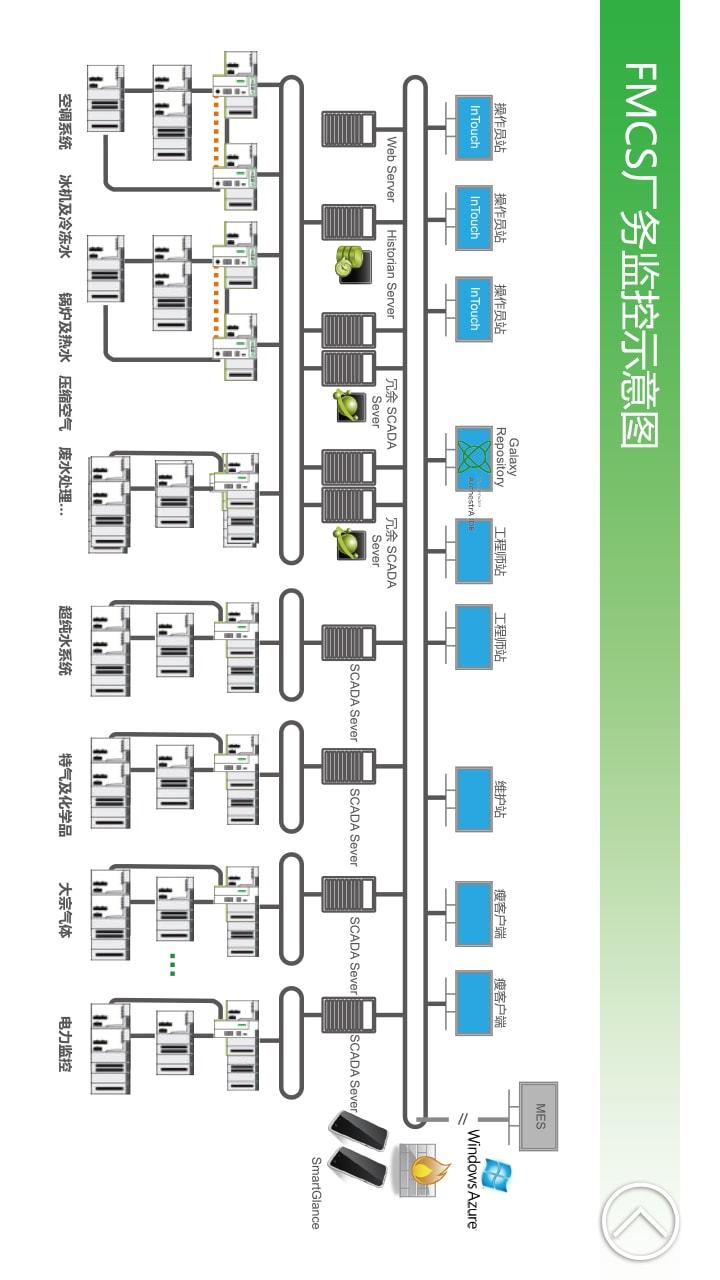 FMCS厂务监控示意图
操作员站
InTouch
操作员站
InTouch
操作员站
InTouch
Galaxy
Repository
工程师站
工程师站
维护站
瘦客户端
瘦客户端
MES
Windows Azure
SmartGlance
Web Server
Historian Server
冗余 SCADA
Sever
冗余 SCADA
Sever
SCADA Sever
SCADA Sever
SCADA Sever
SCADA Sever
空调系统
冰机及冷冻水
锅炉及热水
压缩空气
废水处理...
超纯水系统
特气及化学品
大宗气体
电力监控